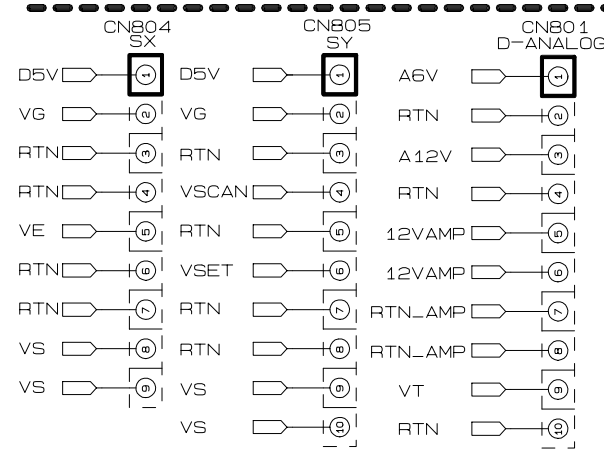 CN804 CN805 CN801
SX SY D-ANALOG
D5V 1 D5V 1 A6V 1
VG 2 VG 2 RTN 2
RTN 3 RTN 3 A12V 3
RTN 4 VSCAN 4 RTN 4
VE 5 RTN 5 12VAMP 5
RTN 6 VSET 6 12VAMP 6
RTN 7 RTN 7 RTN_AMP 7
VS 8 RTN 8 RTN_AMP 8
VS 9 VS 9 VT 9
VS 10 RTN 10